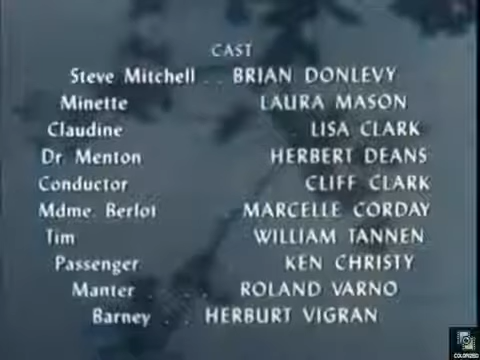 CAST
Steve Mitchell . . BRIAN DONLEVY
Minette LAURA MASON
Claudine LISA CLARK
Dr Menton HERBERT DEANS
Conductor CLIFF CLARK
Mdme. Berlot MARCELLE CORDAY
Tim WILLIAM TANNEN
Passenger KEN CHRISTY
Manter . . . ROLAND VARNO
Barney . . HERBURT VIGRAN
COLORIZED